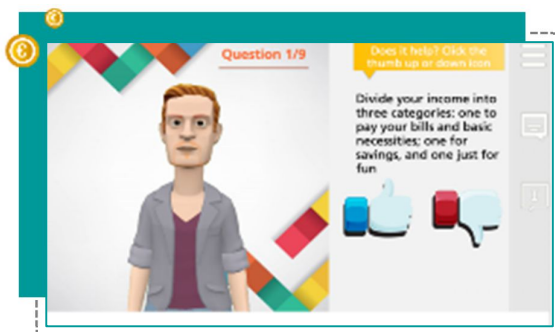 Question 1/9
Does it help? Click the
thumb up or down icon
Divide your income into
three categories: one to
pay your bills and basic
necessities; one for
savings, and one just for
fun